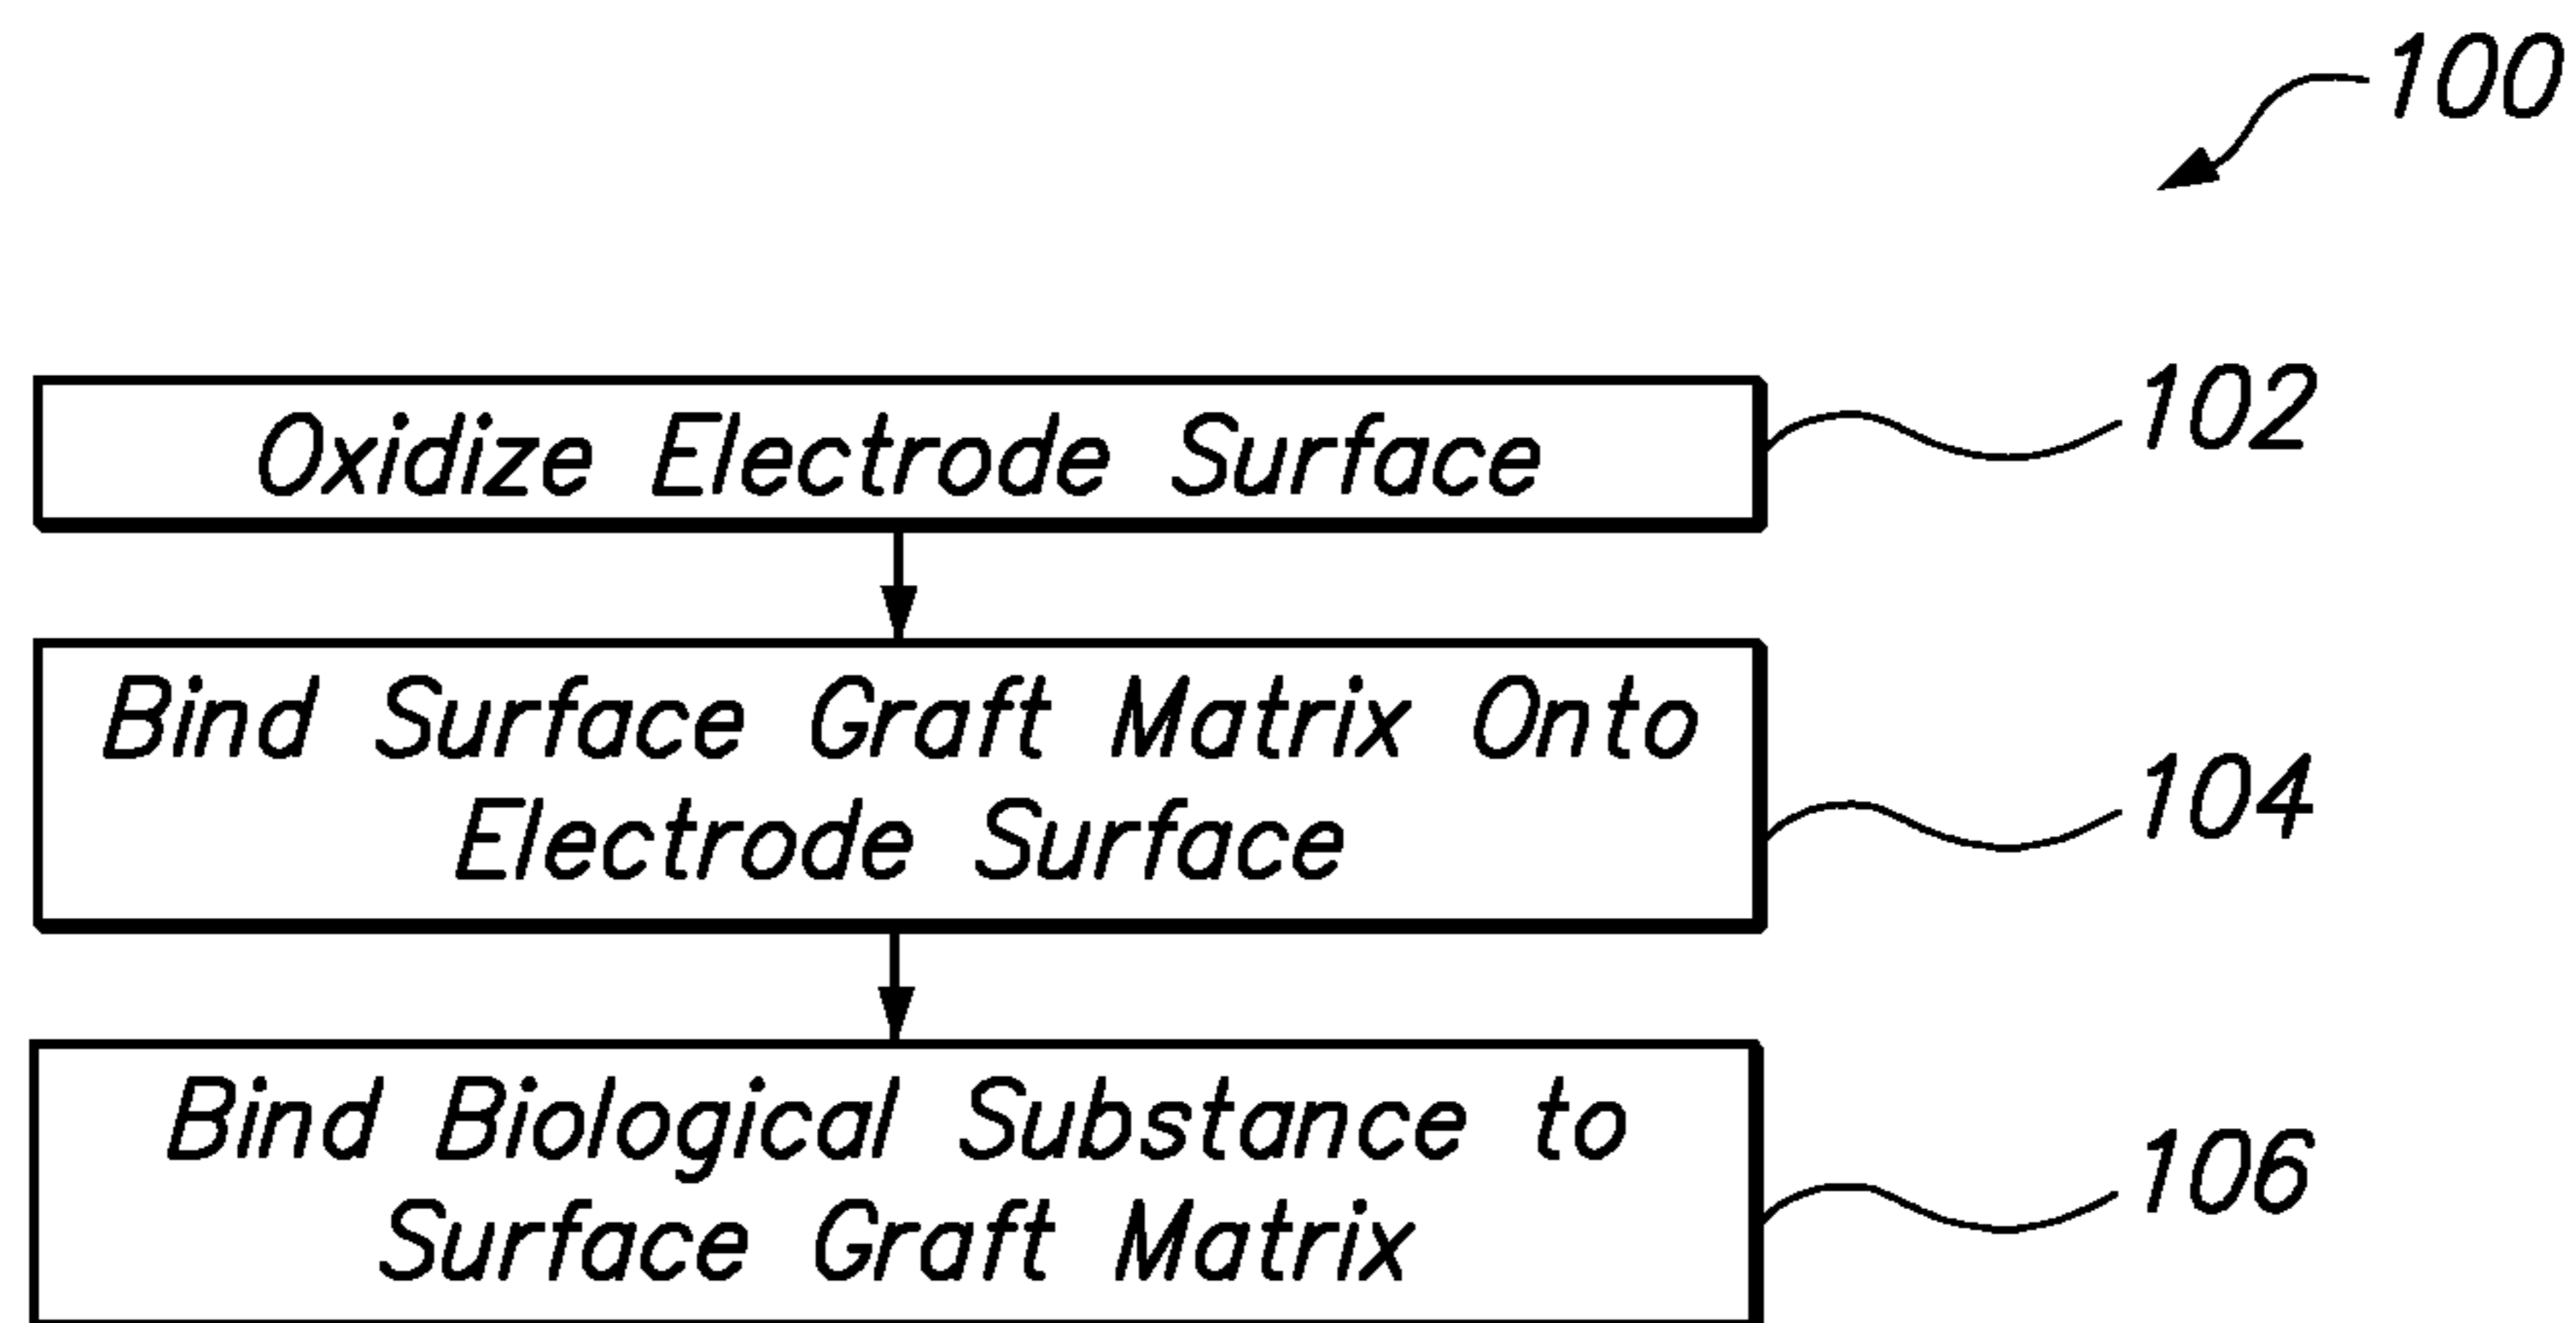 100
Oxidize Electrode Surface
102
Bind Surface Graft Matrix Onto
Electrode Surface
104
Bind Biological Substance to
Surface Graft Matrix
106